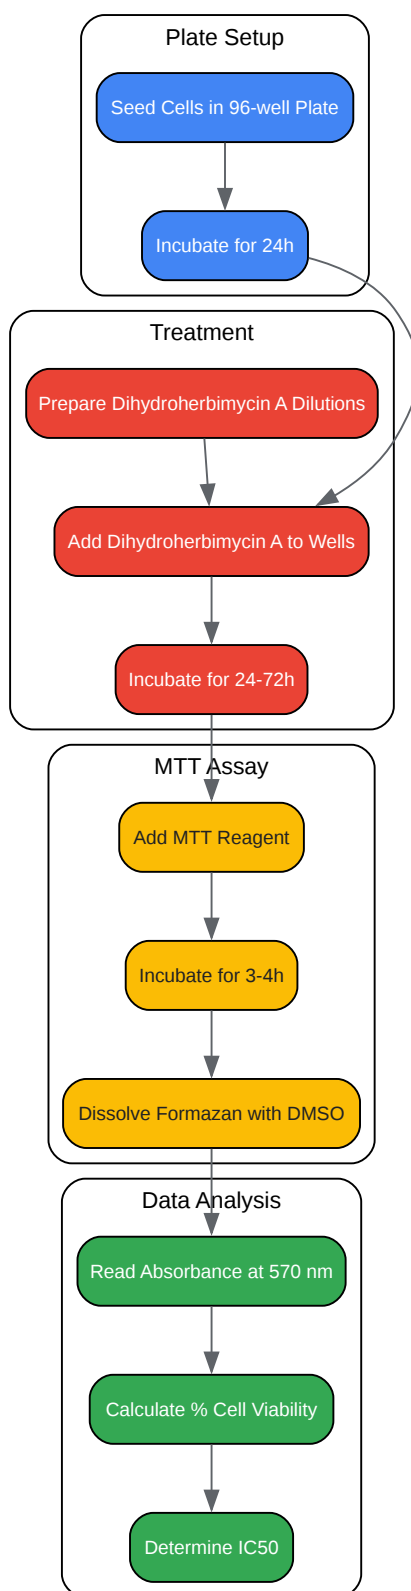 Plate Setup
Seed Cells in 96-well Plate
Incubate for 24h
Treatment
Prepare Dihydroherbimycin A Dilutions
Add Dihydroherbimycin A to Wells
Incubate for 24-72h
MTT Assay
Add MTT Reagent
Incubate for 3-4h
Dissolve Formazan with DMSO
Data Analysis
Read Absorbance at 570 nm
Calculate % Cell Viability
Determine IC50